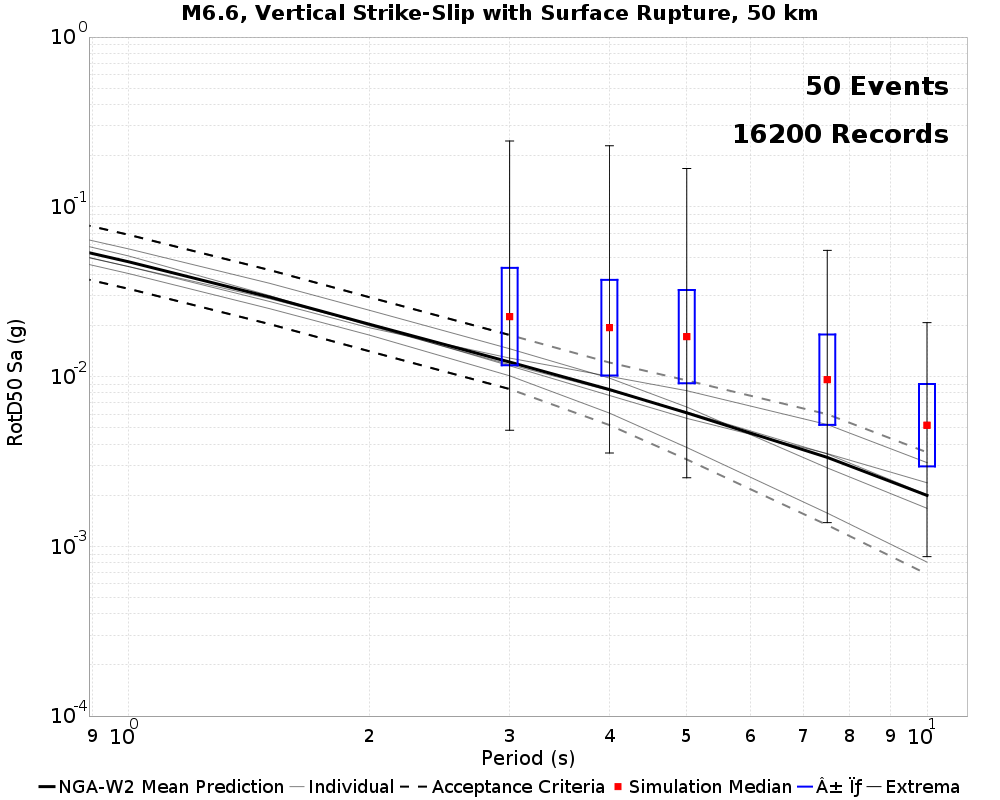 M6.6, Vertical Strike-Slip with Surface Rupture, 50 km
50 Events
16200 Records
RotD50 Sa (g)
10^0
10^-1
10^-2
10^-3
10^-4
9 10^0 2 3 4 5 6 7 8 9 10^1
Period (s)
NGA-W2 Mean Prediction Individual Acceptance Criteria Simulation Median Â± Ïƒ Extrema